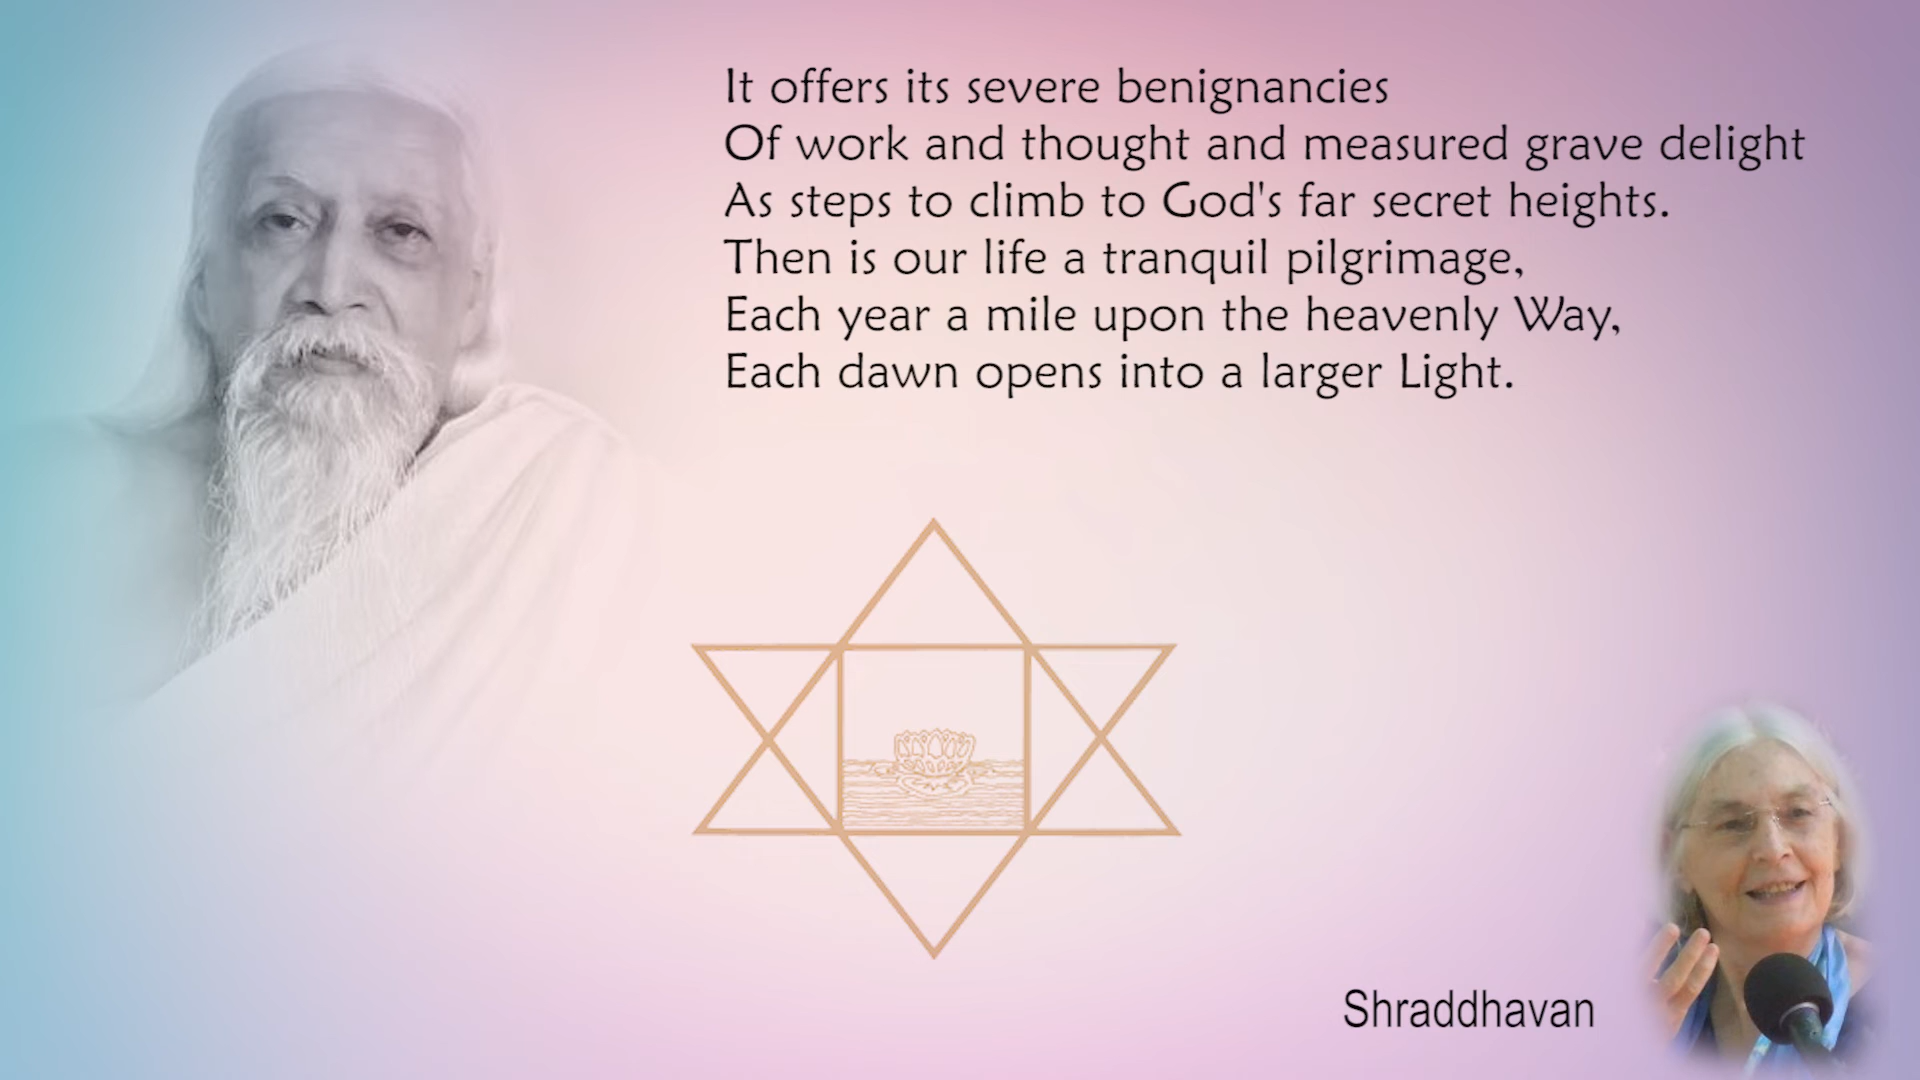 It offers its severe benignancies
Of work and thought and measured grave delight
As steps to climb to God's far secret heights.
Then is our life a tranquil pilgrimage,
Each year a mile upon the heavenly Way,
Each dawn opens into a larger Light.
Shraddhavan